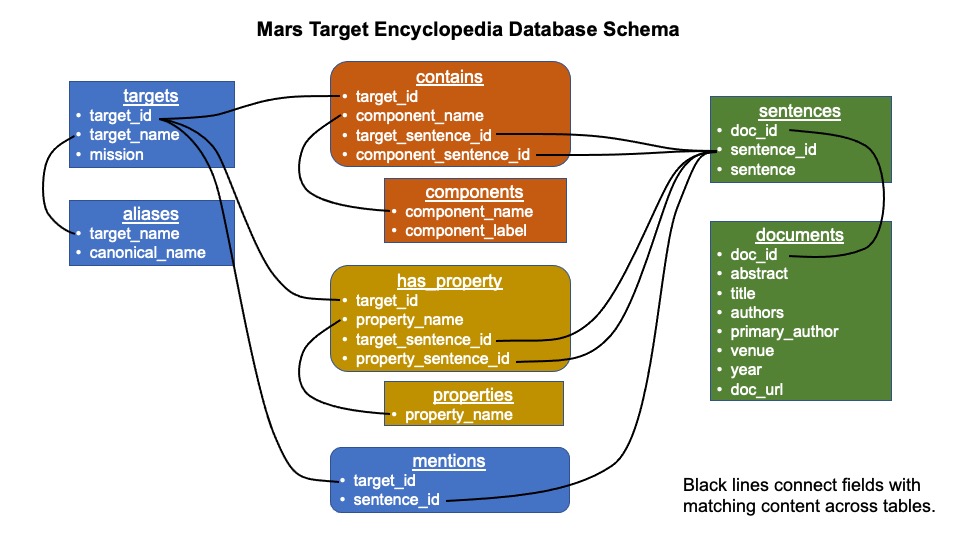 Mars Target Encyclopedia Database Schema
targets
• target_id
• target_name
• mission
aliases
• target_name
• canonical_name
contains
• target_id
• component_name
• target_sentence_id
• component_sentence_id
components
• component_name
• component_label
has_property
• target_id
• property_name
• target_sentence_id
• property_sentence_id
properties
• property_name
mentions
• target_id
• sentence_id
sentences
• doc_id
• sentence_id
• sentence
documents
• doc_id
• abstract
• title
• authors
• primary_author
• venue
• year
• doc_url
Black lines connect fields with
matching content across tables.